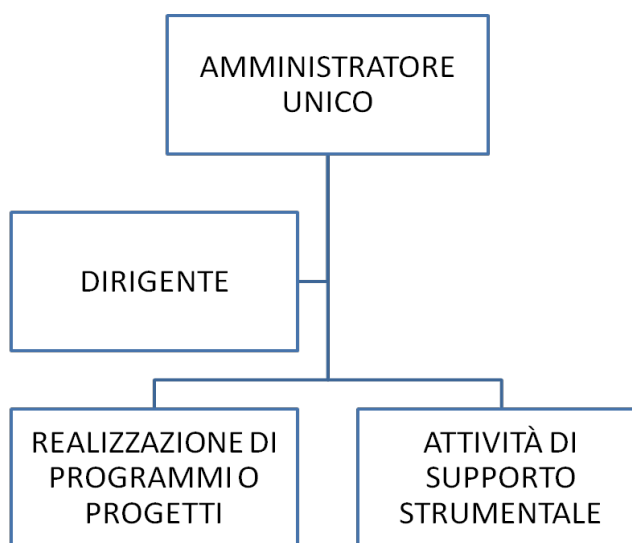 AMMINISTRATORE
UNICO
DIRIGENTE
REALIZZAZIONE DI
PROGRAMMI O
PROGETTI
ATTIVITÀ DI
SUPPORTO
STRUMENTALE